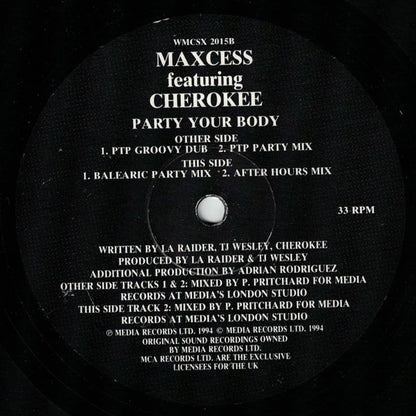 WMCSX 2015B
MAXCESS
featuring
CHEROKEE
PARTY YOUR BODY
OTHER SIDE
1. PTP GROOVY DUB 2. PTP PARTY MIX
THIS SIDE
1. BALEARIC PARTY MIX 2. AFTER HOURS MIX
33 RPM
WRITTEN BY LA RAIDER, TJ WESLEY, CHEROKEE
PRODUCED BY LA RAIDER & TJ WESLEY
ADDITIONAL PRODUCTION BY ADRIAN RODRIGUEZ
OTHER SIDE TRACKS 1 & 2: MIXED BY P. PRITCHARD FOR MEDIA
RECORDS AT MEDIA'S LONDON STUDIO
THIS SIDE TRACK 2: MIXED BY P. PRITCHARD FOR MEDIA
RECORDS AT MEDIA'S LONDON STUDIO
℗ MEDIA RECORDS LTD. 1994 © MEDIA RECORDS LTD. 1994
ORIGINAL SOUND RECORDINGS OWNED
BY MEDIA RECORDS LTD.
MCA RECORDS LTD. ARE THE EXCLUSIVE
LICENSEES FOR THE UK